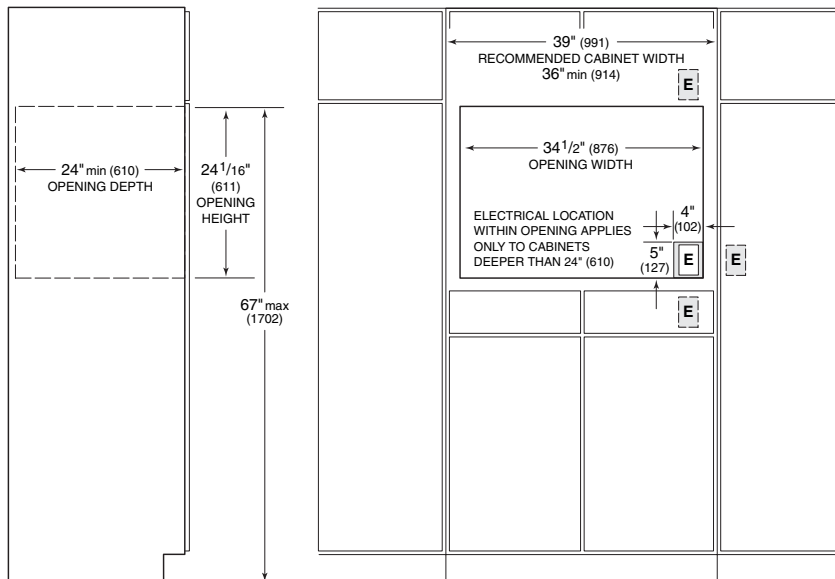 24" min (610)
OPENING DEPTH
24 1/16"
(611)
OPENING
HEIGHT
67" max
(1702)
39" (991)
RECOMMENDED CABINET WIDTH
36" min (914)
E
34 1/2" (876)
OPENING WIDTH
ELECTRICAL LOCATION
WITHIN OPENING APPLIES
ONLY TO CABINETS
DEEPER THAN 24" (610)
4"
(102)
5"
(127)
E
E
E